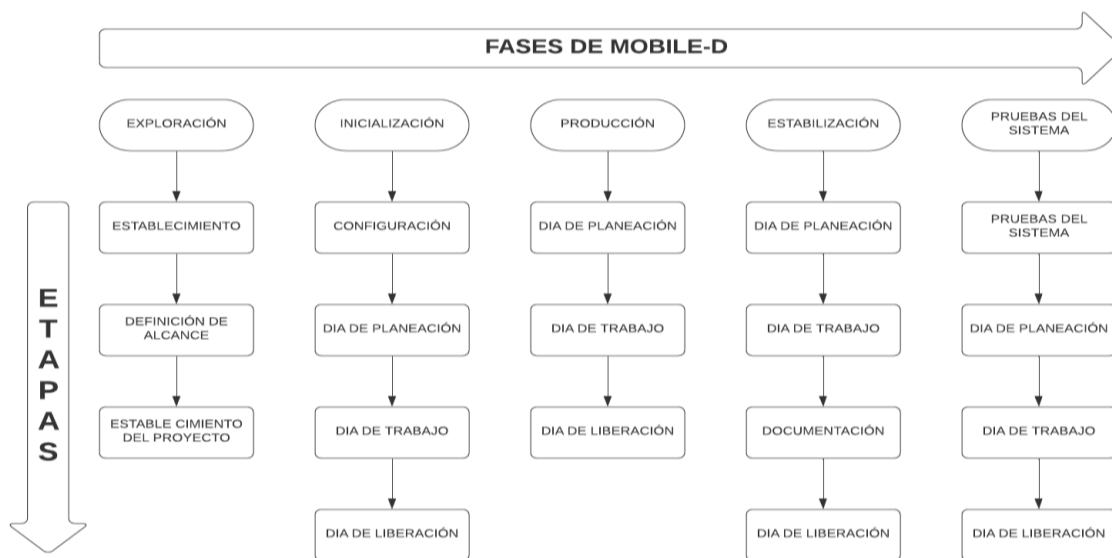 FASES DE MOBILE-D
EXPLORACIÓN
INICIALIZACIÓN
PRODUCCIÓN
ESTABILIZACIÓN
PRUEBAS DEL
SISTEMA
ETAPAS
ESTABLECIMIENTO
CONFIGURACIÓN
DIA DE PLANEACIÓN
DIA DE PLANEACIÓN
PRUEBAS DEL
SISTEMA
DEFINICIÓN DE
ALCANCE
DIA DE PLANEACIÓN
DIA DE TRABAJO
DIA DE TRABAJO
DIA DE PLANEACIÓN
ESTABLE CIMIENTO
DEL PROYECTO
DIA DE TRABAJO
DIA DE LIBERACIÓN
DOCUMENTACIÓN
DIA DE TRABAJO
DIA DE LIBERACIÓN
DIA DE LIBERACIÓN
DIA DE LIBERACIÓN